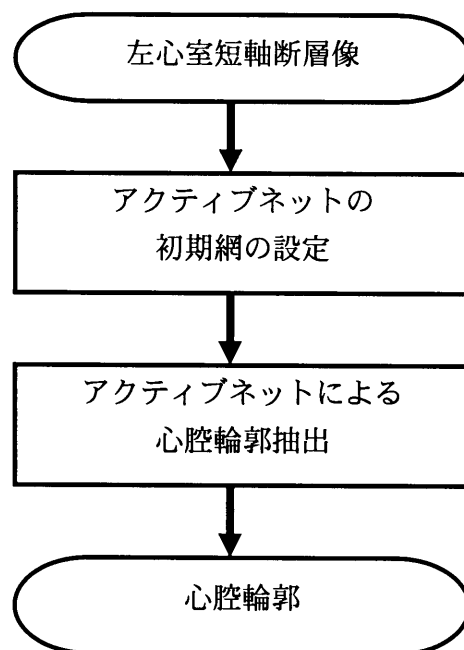 左心室短軸断層像
アクティブネットの
初期網の設定
アクティブネットによる
心腔輪郭抽出
心腔輪郭